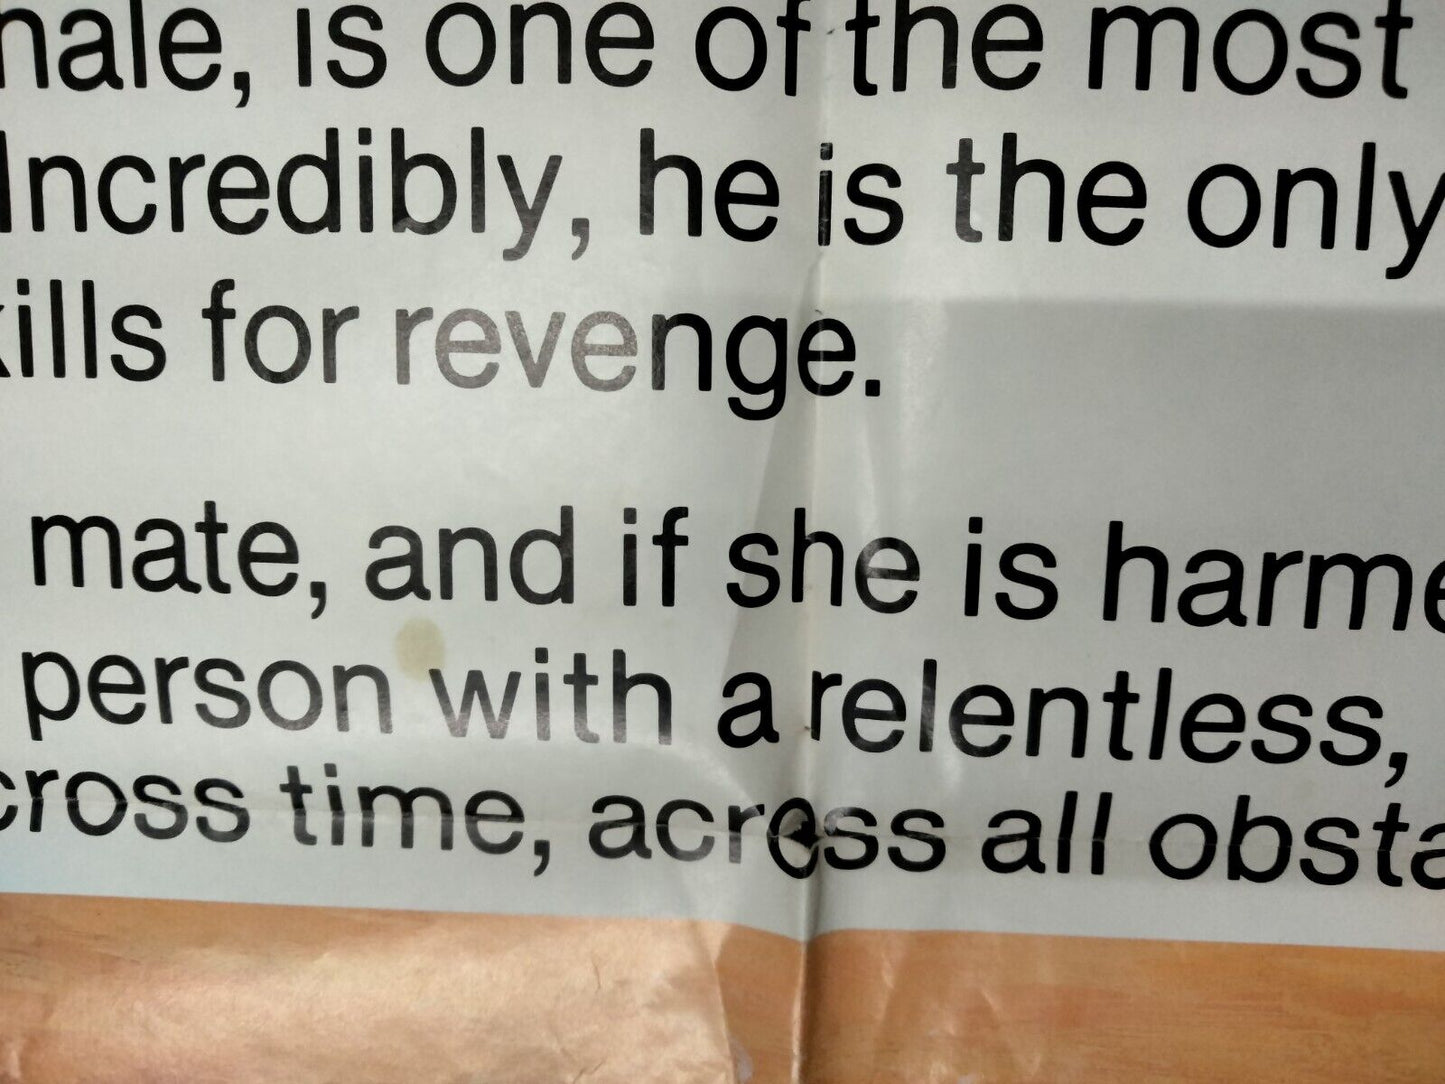 hale, is one of the most
Incredibly, he is the only
kills for revenge.
mate, and if she is harme
person with a relentless,
cross time, across all obsta